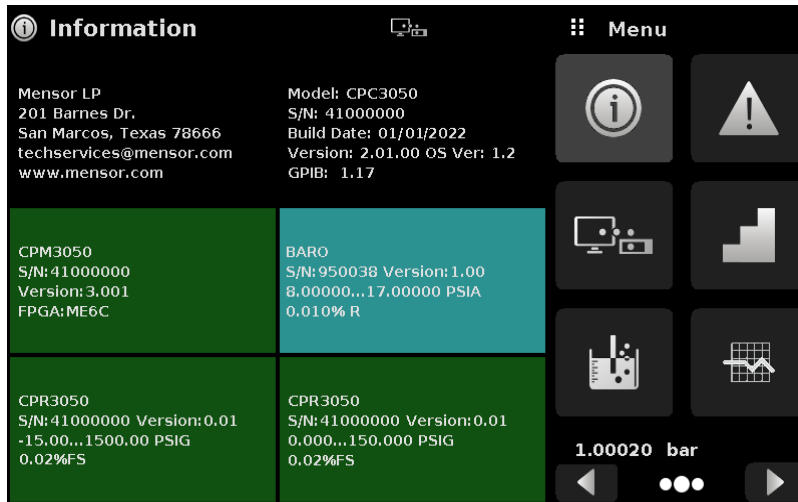 Information
Menu
Mensor LP
201 Barnes Dr.
San Marcos, Texas 78666
techservices@mensor.com
www.mensor.com
Model: CPC3050
S/N: 41000000
Build Date: 01/01/2022
Version: 2.01.00 OS Ver: 1.2
GPIB: 1.17
CPM3050
S/N:41000000
Version:3.001
FPGA:ME6C
BARO
S/N:950038 Version:1.00
8.00000...17.00000 PSIA
0.010% R
CPR3050
S/N:41000000 Version:0.01
-15.00...1500.00 PSIG
0.02%FS
CPR3050
S/N:41000000 Version:0.01
0.000...150.000 PSIG
0.02%FS
1.00020 bar